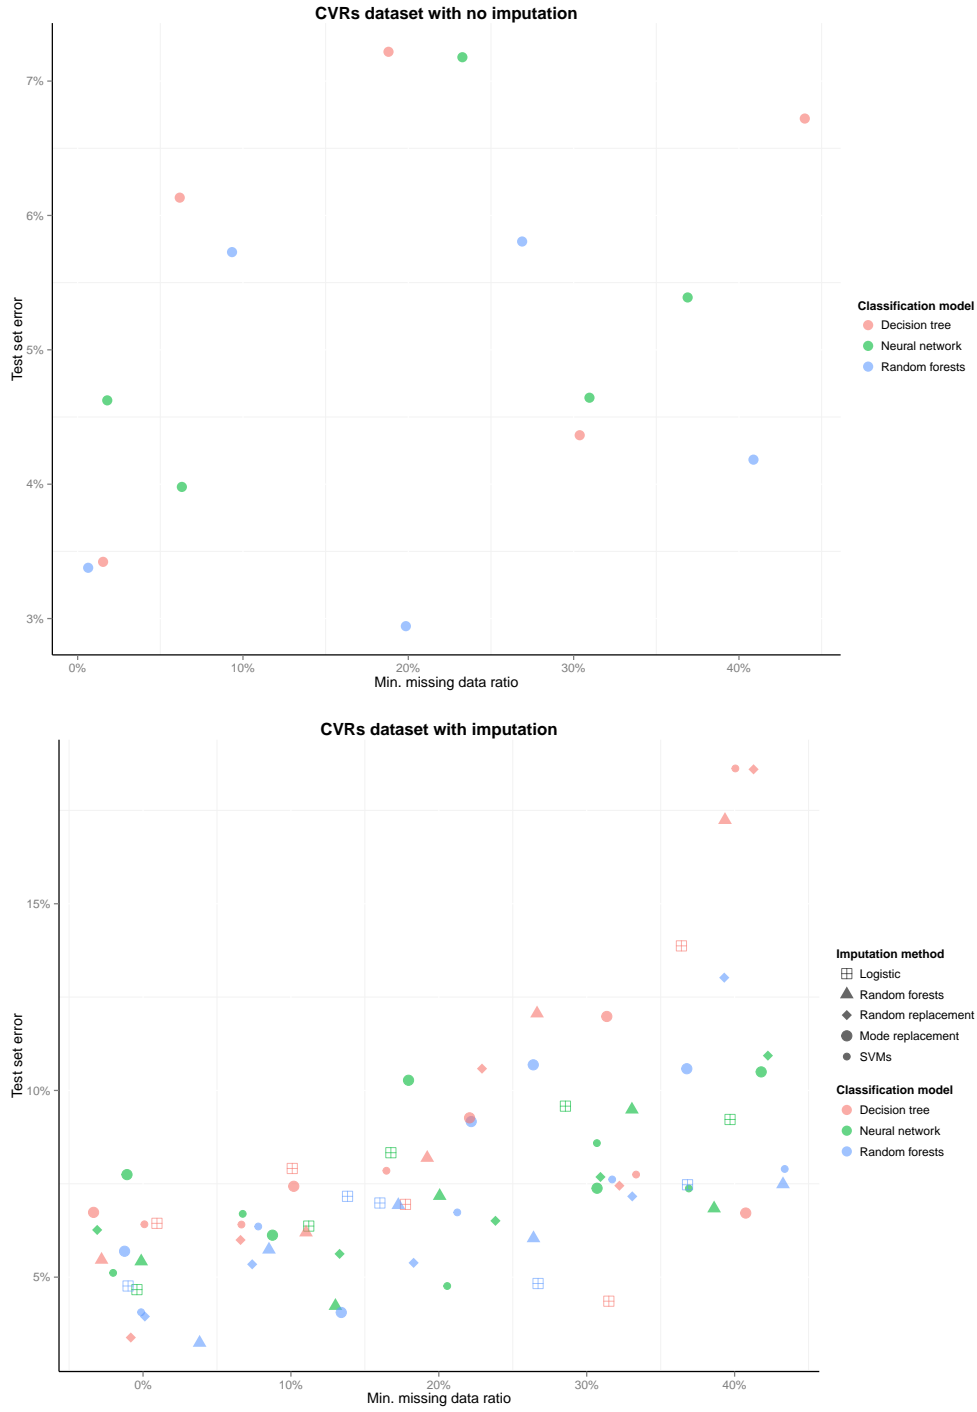 CVRs dataset with no imputation
7%
6%
5%
4%
3%
Test set error
0%
10%
20%
30%
40%
Min. missing data ratio
Classification model
Decision tree
Neural network
Random forests
CVRs dataset with imputation
15%
10%
5%
Test set error
0%
10%
20%
30%
40%
Min. missing data ratio
Imputation method
Logistic
Random forests
Random replacement
Mode replacement
SVMs
Classification model
Decision tree
Neural network
Random forests